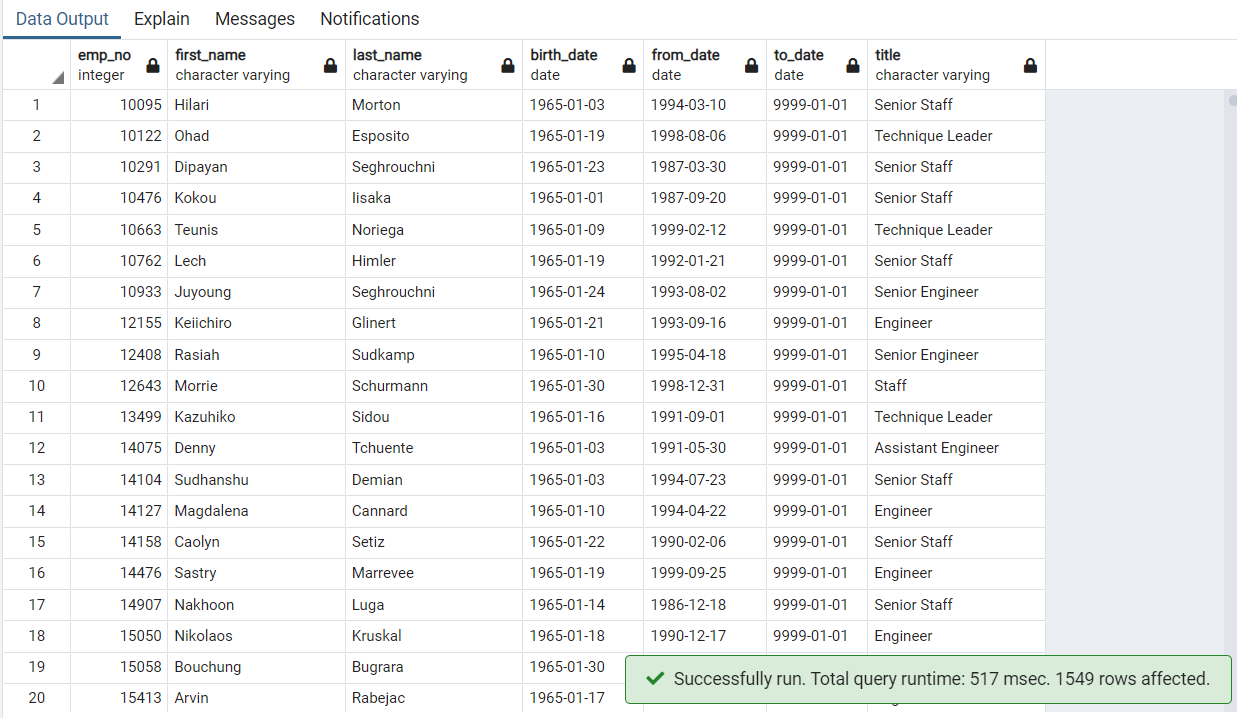 Data Output Explain Messages Notifications
emp_no first_name last_name birth_date from_date to_date title
integer character varying character varying date date date character varying
1 10095 Hilari Morton 1965-01-03 1994-03-10 9999-01-01 Senior Staff
2 10122 Ohad Esposito 1965-01-19 1998-08-06 9999-01-01 Technique Leader
3 10291 Dipayan Seghrouchni 1965-01-23 1987-03-30 9999-01-01 Senior Staff
4 10476 Kokou Iisaka 1965-01-01 1987-09-20 9999-01-01 Senior Staff
5 10663 Teunis Noriega 1965-01-09 1999-02-12 9999-01-01 Technique Leader
6 10762 Lech Himler 1965-01-19 1992-01-21 9999-01-01 Senior Staff
7 10933 Juyoung Seghrouchni 1965-01-24 1993-08-02 9999-01-01 Senior Engineer
8 12155 Keiichiro Glinert 1965-01-21 1993-09-16 9999-01-01 Engineer
9 12408 Rasiah Sudkamp 1965-01-10 1995-04-18 9999-01-01 Senior Engineer
10 12643 Morrie Schurmann 1965-01-30 1998-12-31 9999-01-01 Staff
11 13499 Kazuhiko Sidou 1965-01-16 1991-09-01 9999-01-01 Technique Leader
12 14075 Denny Tchuente 1965-01-03 1991-05-30 9999-01-01 Assistant Engineer
13 14104 Sudhanshu Demian 1965-01-03 1994-07-23 9999-01-01 Senior Staff
14 14127 Magdalena Cannard 1965-01-10 1994-04-22 9999-01-01 Engineer
15 14158 Caolyn Setiz 1965-01-22 1990-02-06 9999-01-01 Senior Staff
16 14476 Sastry Marrevee 1965-01-19 1999-09-25 9999-01-01 Engineer
17 14907 Nakhoon Luga 1965-01-14 1986-12-18 9999-01-01 Senior Staff
18 15050 Nikolaos Kruskal 1965-01-18 1990-12-17 9999-01-01 Engineer
19 15058 Bouchung Bugrara 1965-01-30
Successfully run. Total query runtime: 517 msec. 1549 rows affected.
20 15413 Arvin Rabejac 1965-01-17